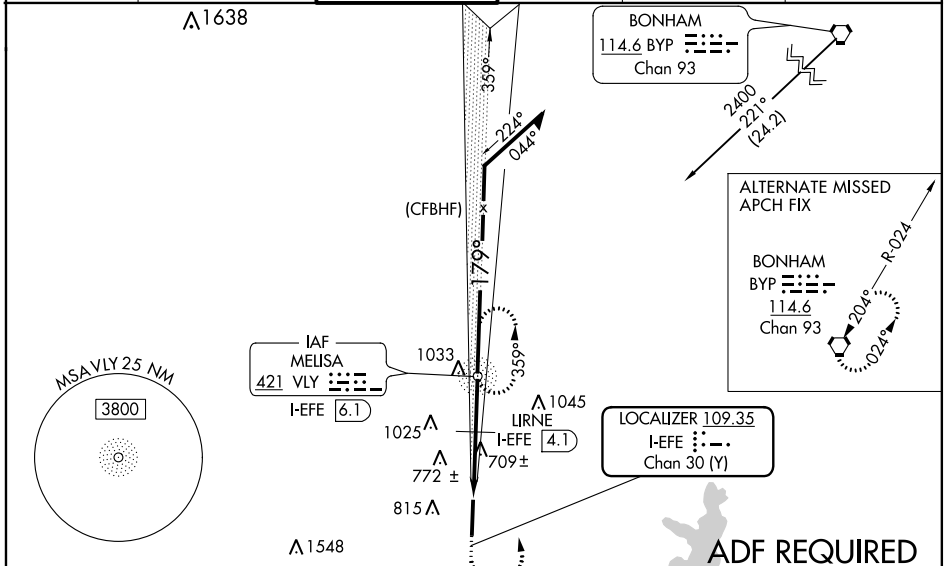 1638
BONHAM
114.6 BYP
Chan 93
359°
2400
221°
(24.2)
224°
044°
ALTERNATE MISSED
APCH FIX
(CFBHF)
R-024
179°
BONHAM
BYP
114.6
Chan 93
204°
024°
IAF
MELISA
421 VLY
I-EFE 6.1
1033
359°
MSA VLY 25 NM
3800
1045
LIRNE
I-EFE 4.1
1025
709 ±
772 ±
LOCALIZER 109.35
I-EFE
Chan 30 (Y)
815
1548
ADF REQUIRED